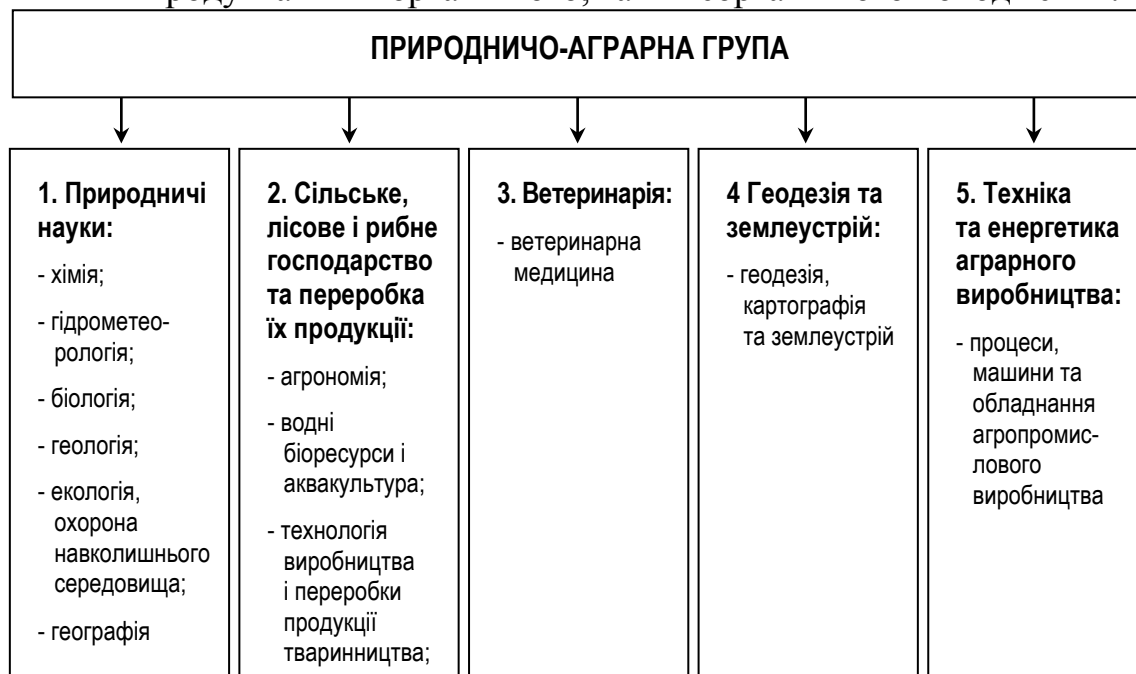 ПРИРОДНИЧО-АГРАРНА ГРУПА
1. Природничі
науки:
- хімія;
- гідрометео-
рологія;
- біологія;
- геологія;
- екологія,
охорона
навколишнього
середовища;
- географія
2. Сільське,
лісове і рибне
господарство
та переробка
їх продукції:
- агрономія;
- водні
біоресурси і
аквакультура;
- технологія
виробництва
і переробки
продукції
тваринництва;
3. Ветеринарія:
- ветеринарна
медицина
4 Геодезія та
землеустрій:
- геодезія,
картографія
та землеустрій
5. Техніка
та енергетика
аграрного
виробництва:
- процеси,
машини та
обладнання
агропромис-
лового
виробництва